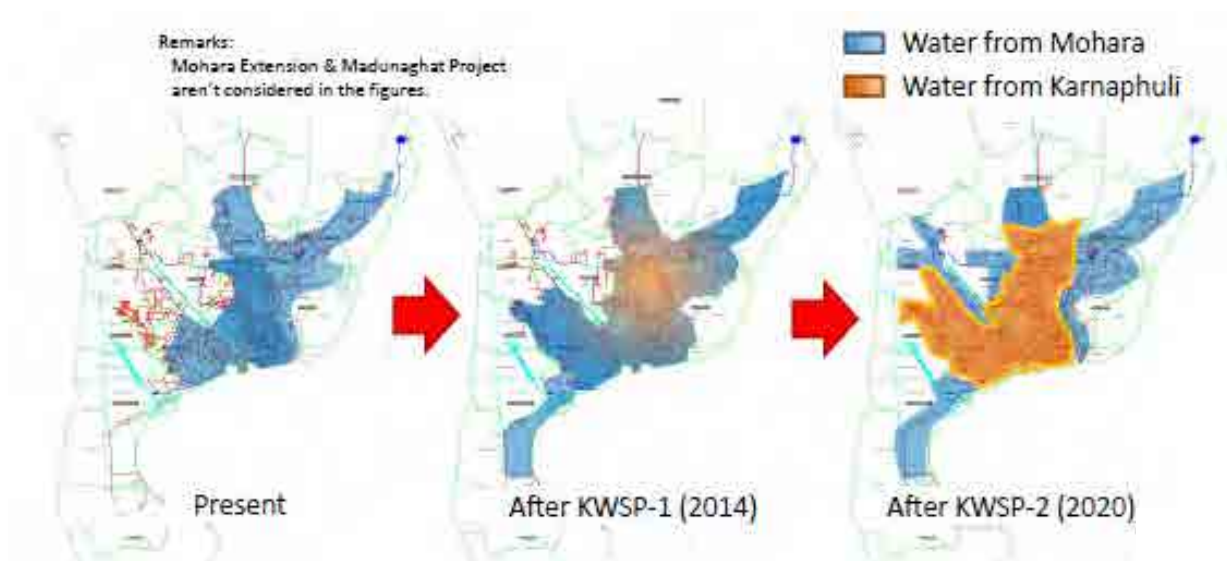 Remarks:
Mohara Extension & Madunaghat Project
aren't considered in the figures.
Water from Mohara
Water from Karnaphuli
Present
After KWSP-1 (2014)
After KWSP-2 (2020)